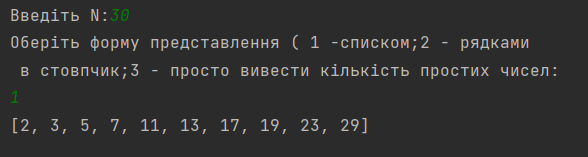 Введіть N:30
Оберіть форму представлення ( 1 -списком;2 - рядками
в стовпчик;3 - просто вивести кількість простих чисел:
1
[2, 3, 5, 7, 11, 13, 17, 19, 23, 29]